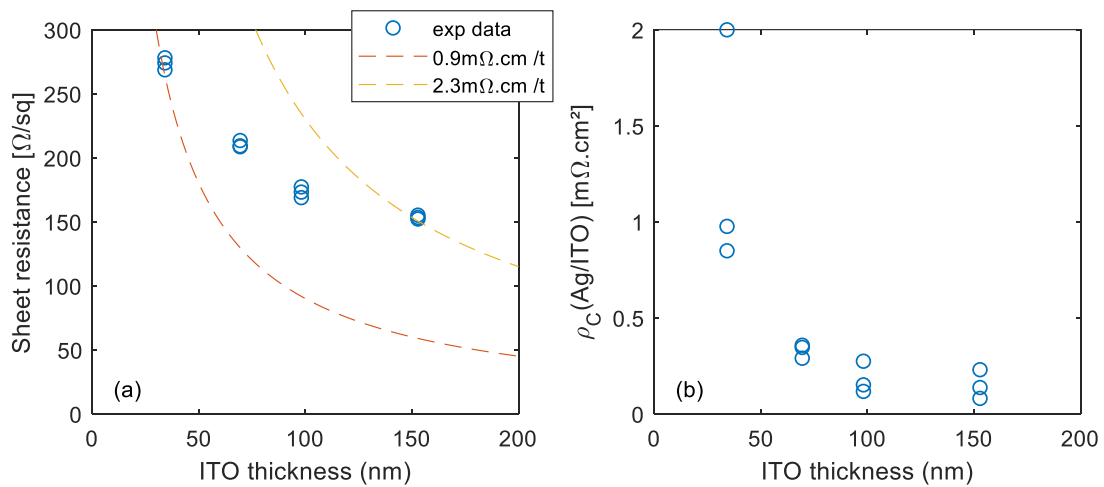 300
250
200
150
100
50
0
Sheet resistance [Ω/sq]
exp data
0.9mΩ.cm /t
2.3mΩ.cm /t
(a)
0
50
100
150
200
ITO thickness (nm)
2
1.5
1
0.5
0
ρC(Ag/ITO) [mΩ.cm²]
(b)
0
50
100
150
200
ITO thickness (nm)